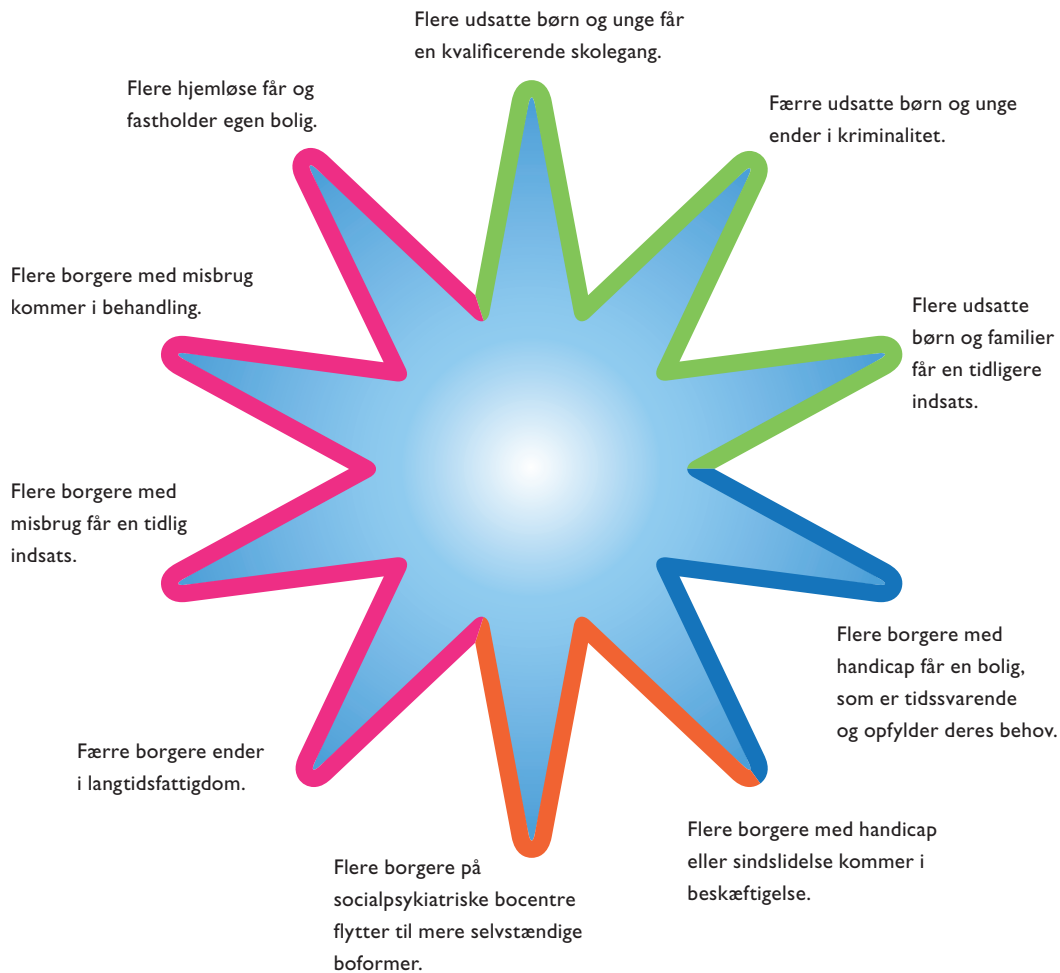 Flere udsatte børn og unge får
en kvalificerende skolegang.
Færre udsatte børn og unge
ender i kriminalitet.
Flere udsatte
børn og familier
får en tidligere
indsats.
Flere borgere med
handicap får en bolig,
som er tidssvarende
og opfylder deres behov.
Flere borgere med handicap
eller sindslidelse kommer i
beskæftigelse.
Flere borgere på
socialpsykiatriske bocentre
flytter til mere selvstændige
boformer.
Færre borgere ender
i langtidsfattigdom.
Flere borgere med
misbrug får en tidlig
indsats.
Flere borgere med misbrug
kommer i behandling.
Flere hjemløse får og
fastholder egen bolig.